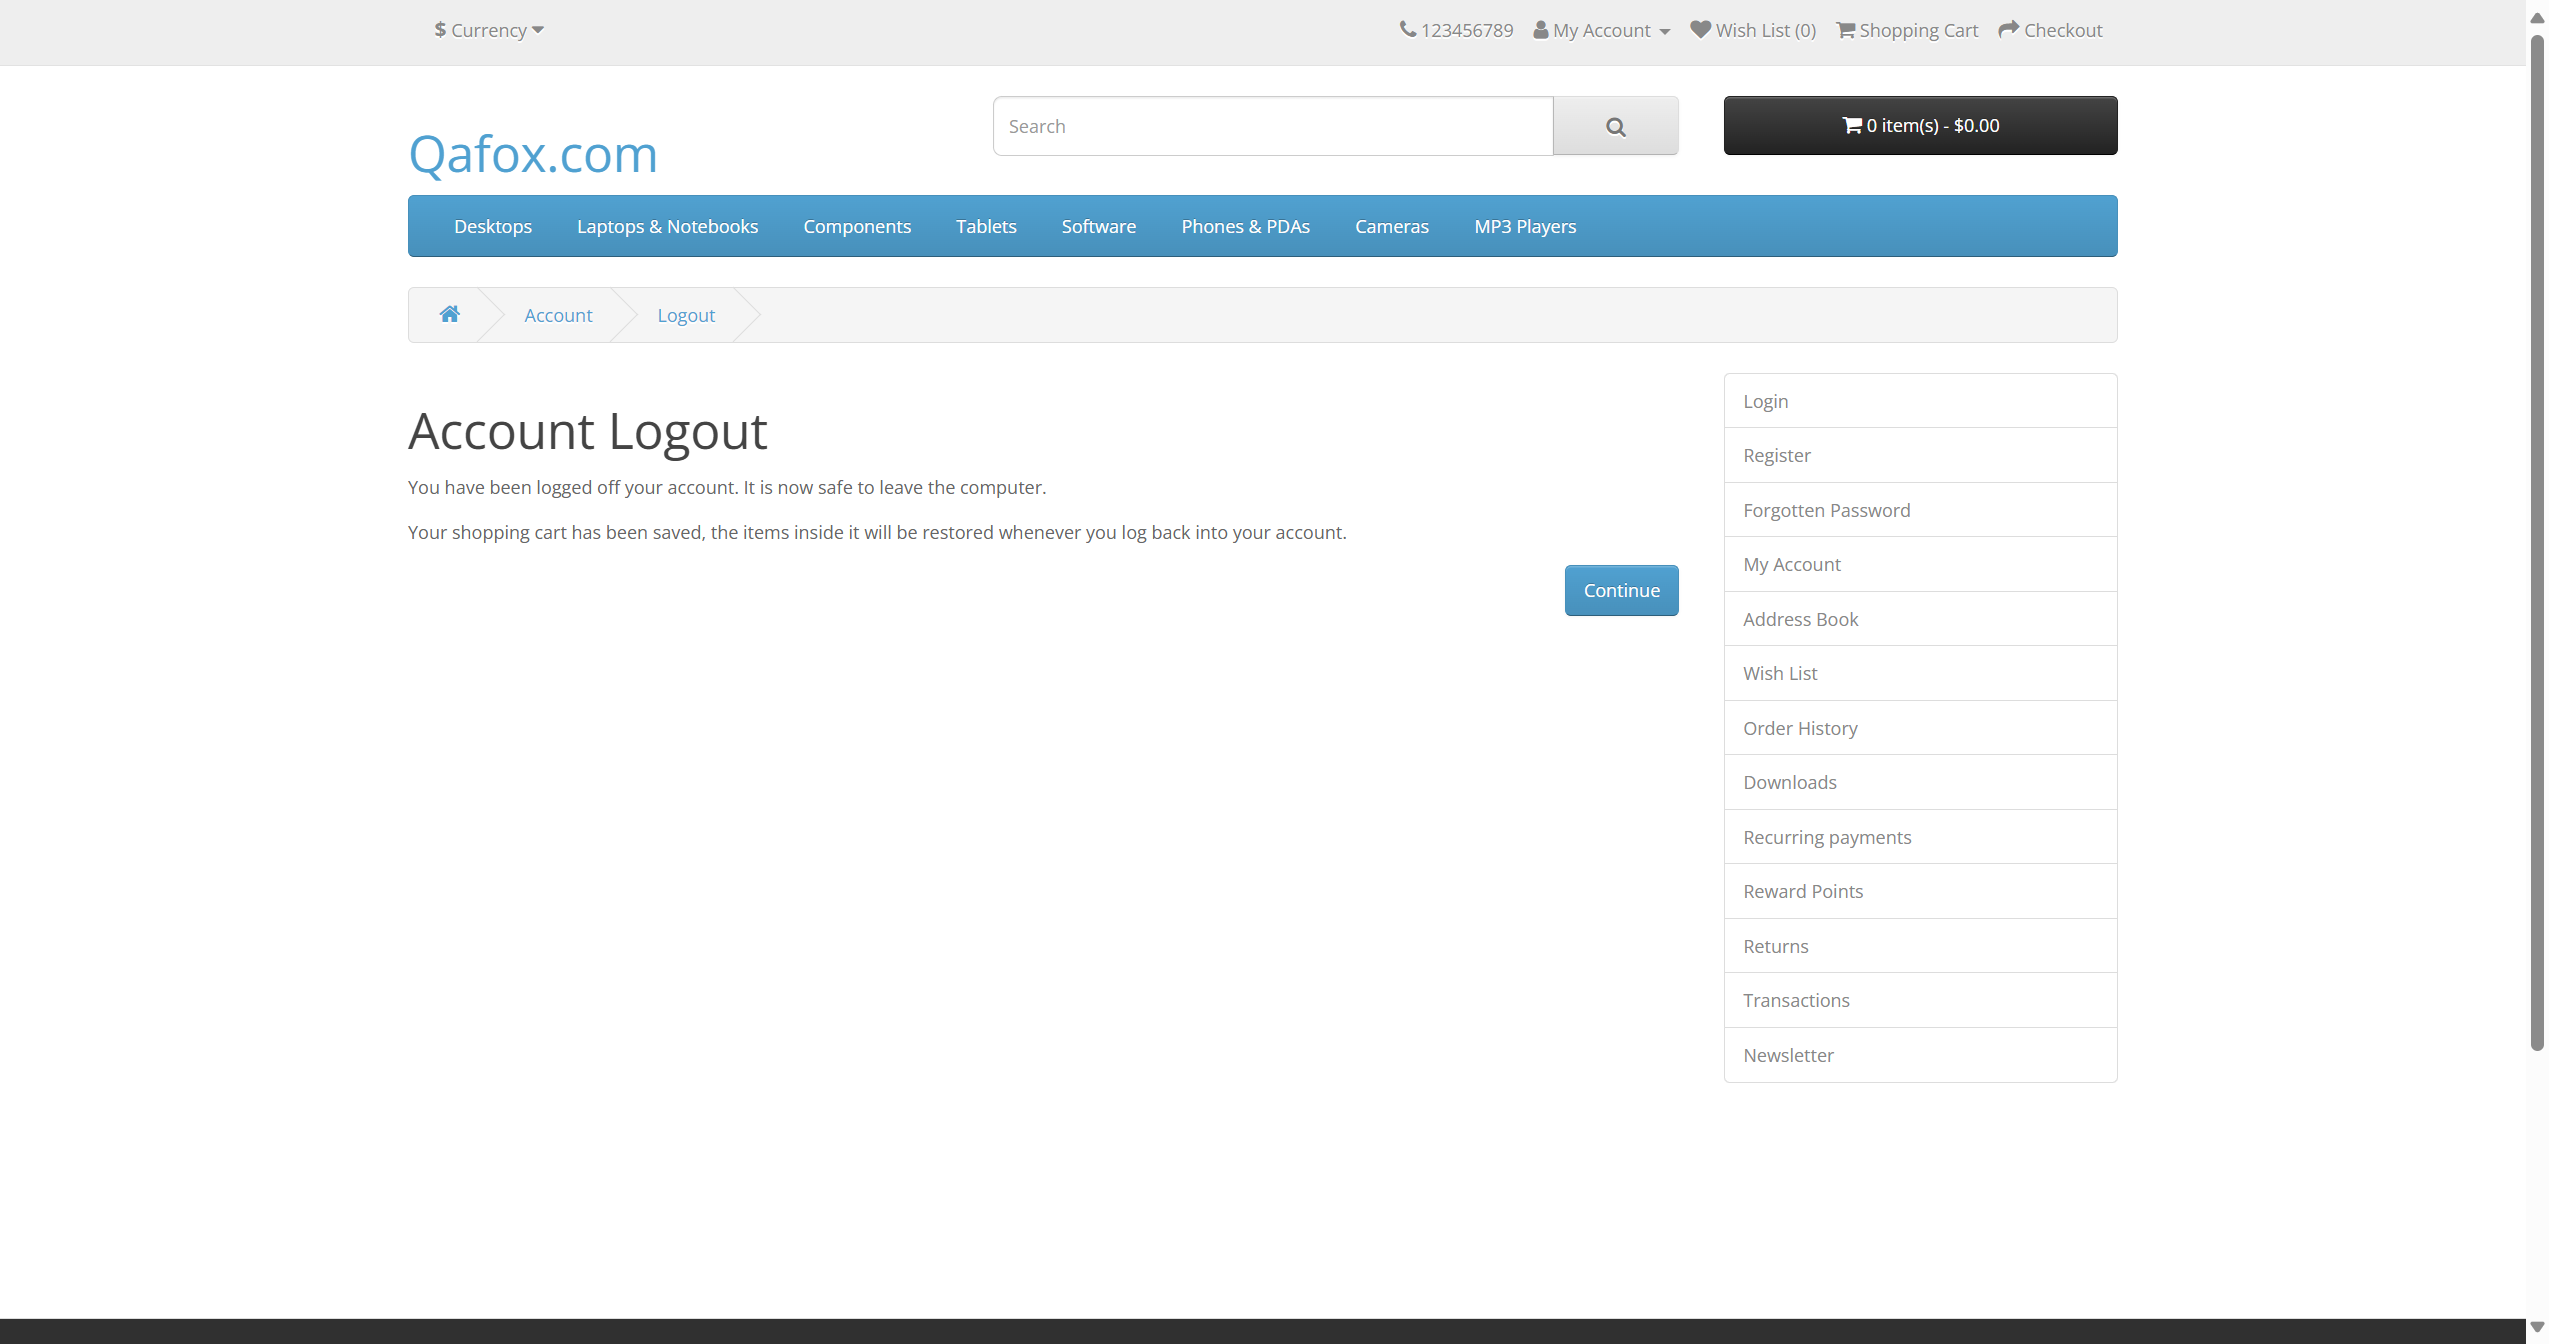 $ Currency
123456789 My Account Wish List (0) Shopping Cart Checkout
Qafox.com
Search
0 item(s) - $0.00
Desktops Laptops & Notebooks Components Tablets Software Phones & PDAs Cameras MP3 Players
Account Logout
Account Logout
You have been logged off your account. It is now safe to leave the computer.
Your shopping cart has been saved, the items inside it will be restored whenever you log back into your account.
Continue
Login
Register
Forgotten Password
My Account
Address Book
Wish List
Order History
Downloads
Recurring payments
Reward Points
Returns
Transactions
Newsletter